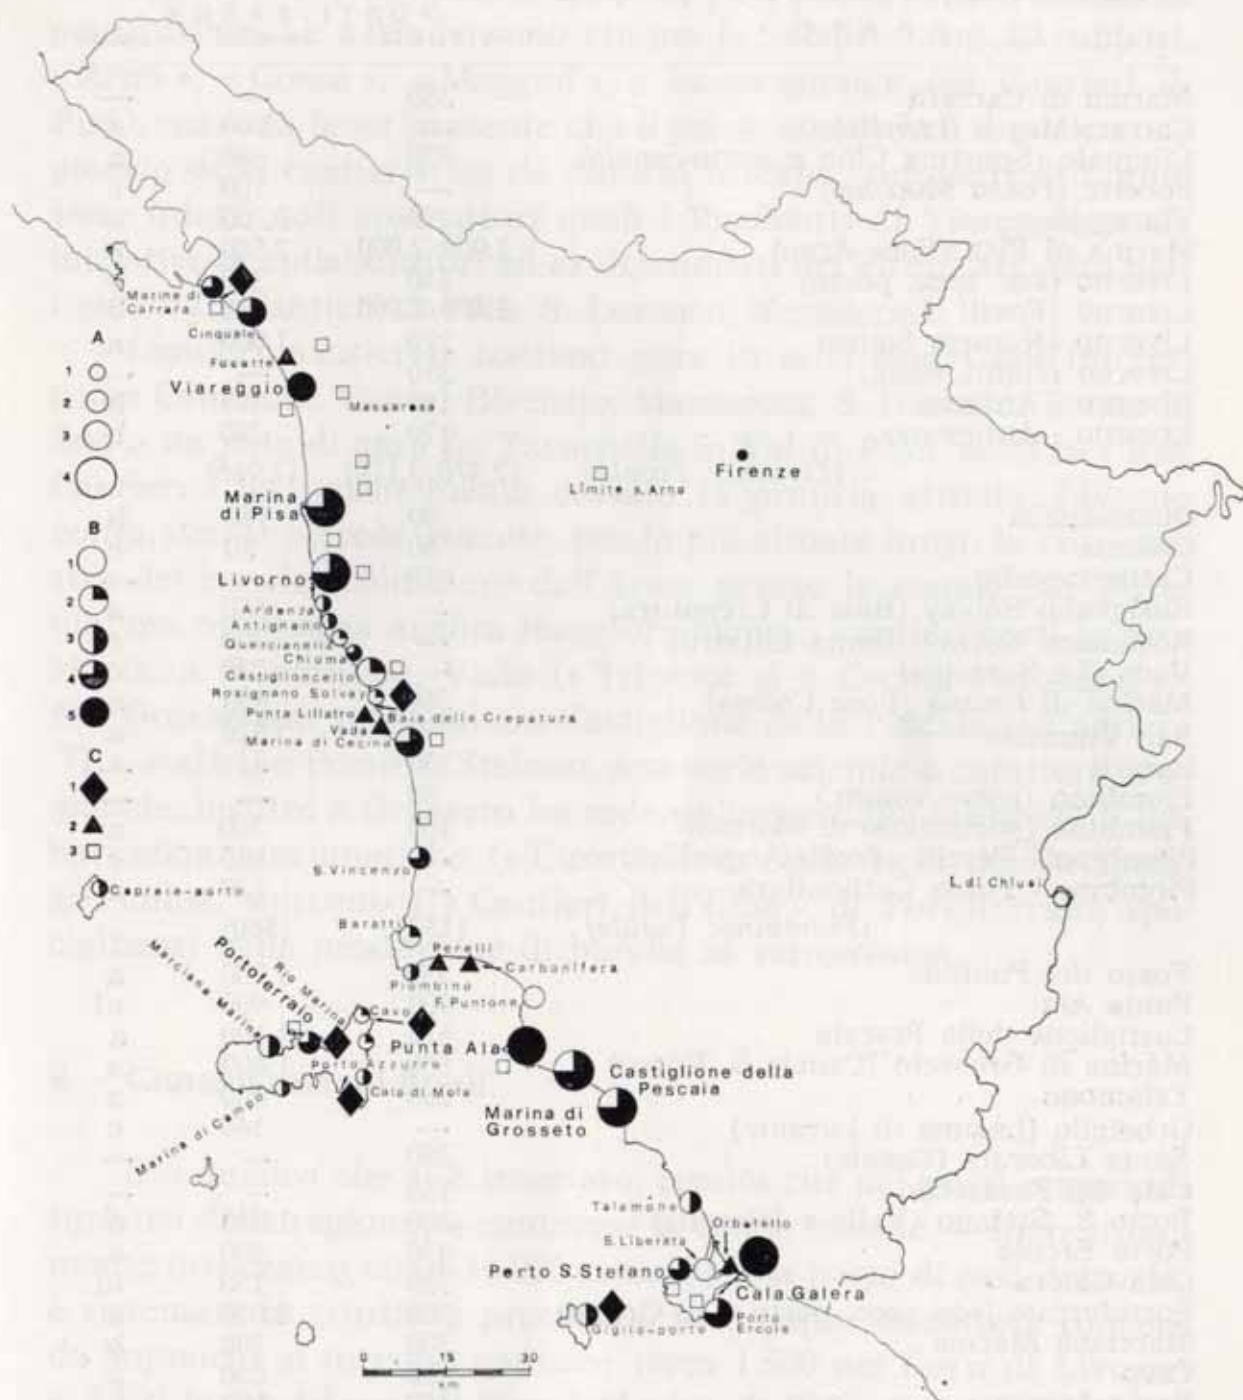 Marina di
Carrara
Cinquale
A
Fosette
1
Viareggio
2
Massarosa
3
4
Firenze
Limite s. Arno
Marina
di Pisa
B
1
Livorno
2
Ardenza
Antignano
3
Quercianella
Chioma
4
Castiglioncello
Rosignano Solvay
5
Punta Lillatro
Baia della Crepatura
Vada
Marina di Cecina
C
1
2
3
S. Vincenzo
Capraia-porto
L. di Chiusi
Baratti
Perelli
Carbonifera
Piombino
F. Puntone
Marciana Marina
Portoferraio
Rio Marina
Cavo
Punta Ala
Porto Azzurro
Cala di Mola
Castiglione della
Pescaia
Marina di Campo
Marina di
Grosseto
Talamone
Orbetello
S. Liberata
Porto S. Stefano
Cala Galera
Porto
Ercole
Giglio-porto
0 15 30
km